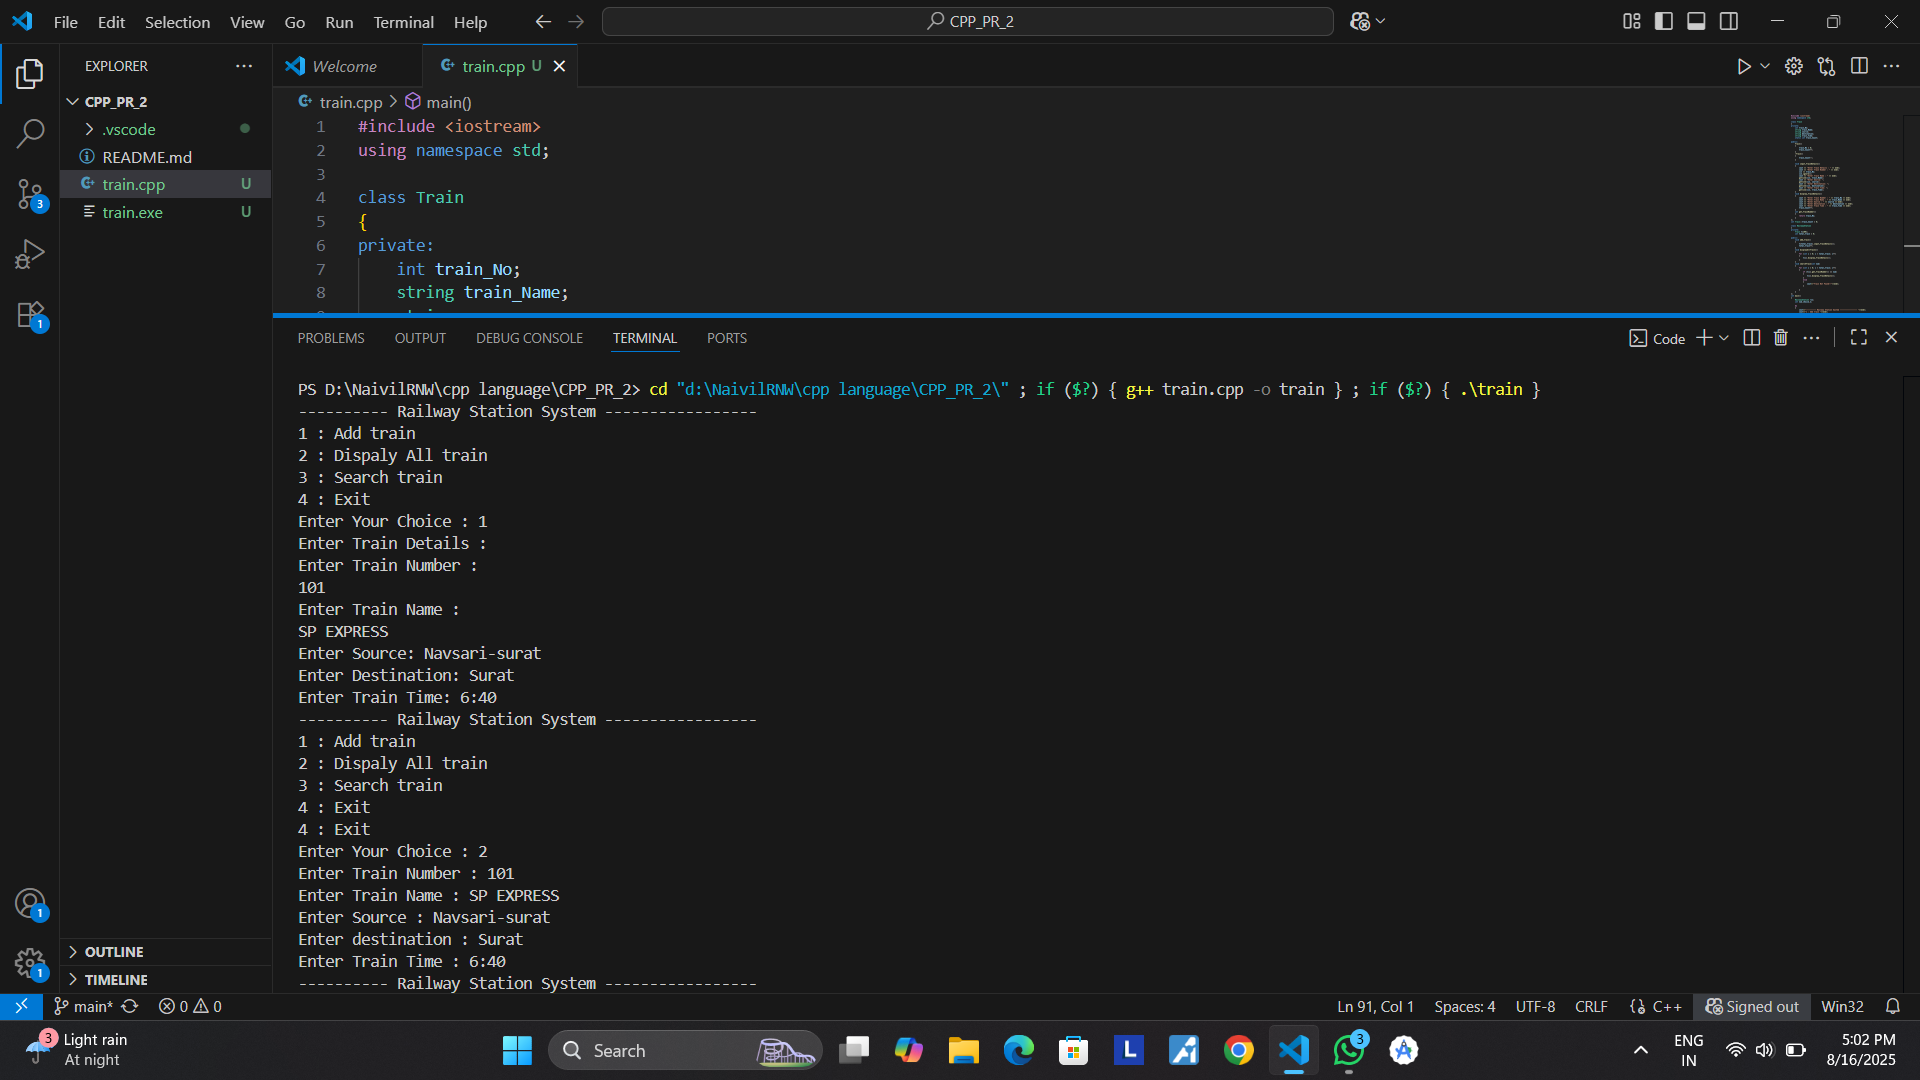 File Edit Selection View Go Run Terminal Help
CPP_PR_2
EXPLORER
CPP_PR_2
.vscode
README.md
train.cpp U
train.exe U
OUTLINE
TIMELINE
Welcome
train.cpp U
train.cpp > main()
1 #include <iostream>
2 using namespace std;
3
4 class Train
5 {
6 private:
7 int train_No;
8 string train_Name;
PROBLEMS OUTPUT DEBUG CONSOLE TERMINAL PORTS
Code
PS D:\NaivilRNW\cpp language\CPP_PR_2> cd "d:\NaivilRNW\cpp language\CPP_PR_2\" ; if ($?) { g++ train.cpp -o train } ; if ($?) { .\train }
---------- Railway Station System -----------------
1 : Add train
2 : Dispaly All train
3 : Search train
4 : Exit
Enter Your Choice : 1
Enter Train Details :
Enter Train Number :
101
Enter Train Name :
SP EXPRESS
Enter Source: Navsari-surat
Enter Destination: Surat
Enter Train Time: 6:40
---------- Railway Station System -----------------
1 : Add train
2 : Dispaly All train
3 : Search train
4 : Exit
4 : Exit
Enter Your Choice : 2
Enter Train Number : 101
Enter Train Name : SP EXPRESS
Enter Source : Navsari-surat
Enter destination : Surat
Enter Train Time : 6:40
---------- Railway Station System -----------------
3
1
1
1
main* 0 0
Ln 91, Col 1 Spaces: 4 UTF-8 CRLF {} C++ Signed out Win32
3
Light rain
At night
Search
L
3
ENG
IN
5:02 PM
8/16/2025